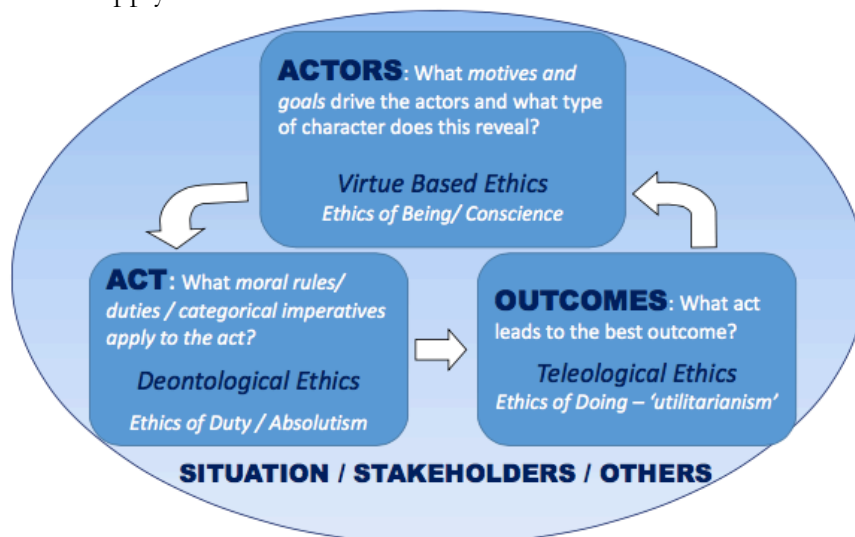 apply
ACTORS: What motives and
goals drive the actors and what type
of character does this reveal?
Virtue Based Ethics
Ethics of Being/ Conscience
ACT: What moral rules/
duties / categorical imperatives
apply to the act?
Deontological Ethics
Ethics of Duty / Absolutism
OUTCOMES: What act
leads to the best outcome?
Teleological Ethics
Ethics of Doing – ‘utilitarianism’
SITUATION / STAKEHOLDERS / OTHERS